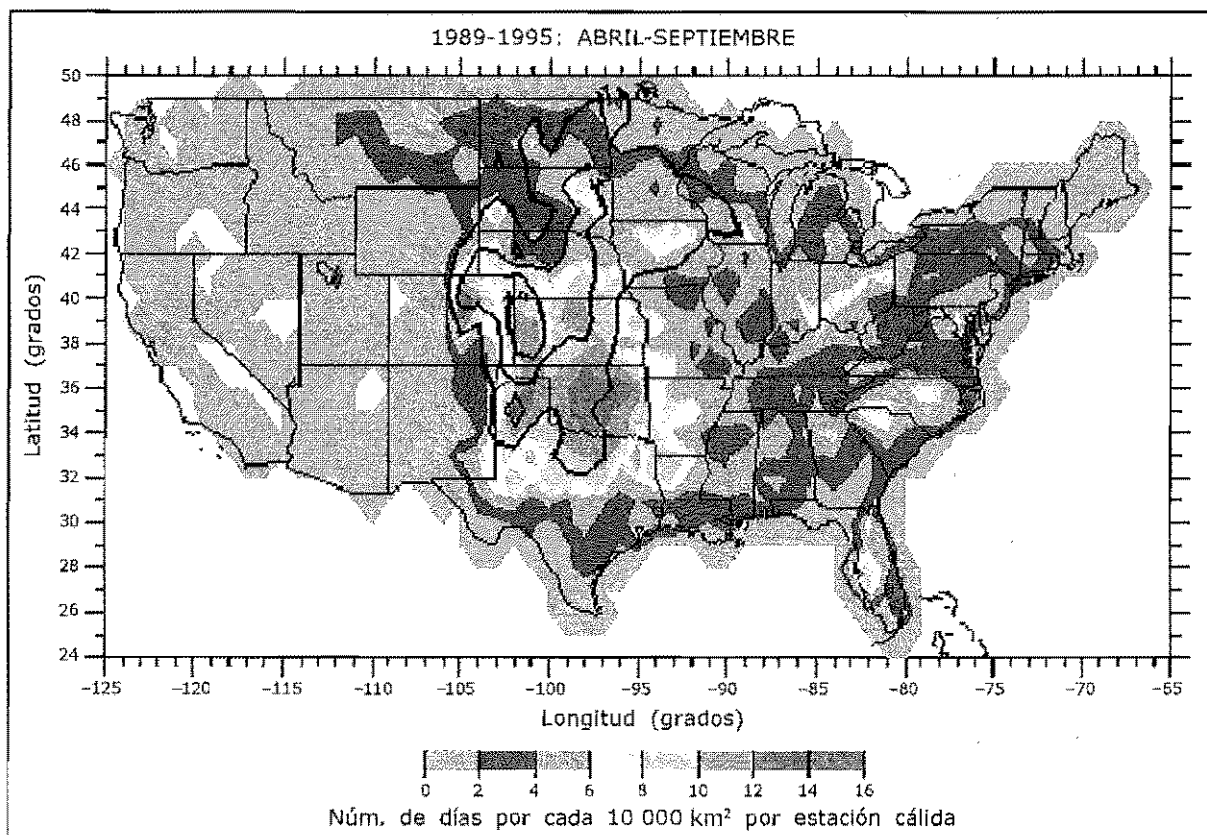 1989-1995: ABRIL-SEPTIEMBRE
50
48
46
44
42
40
38
36
34
32
30
28
26
24
Latitud (grados)
−125 −120 −115 −110 −105 −100 −95 −90 −85 −80 −75 −70 −65
Longitud (grados)
0 2 4 6 8 10 12 14 16
Núm. de días por cada 10 000 km² por estación cálida